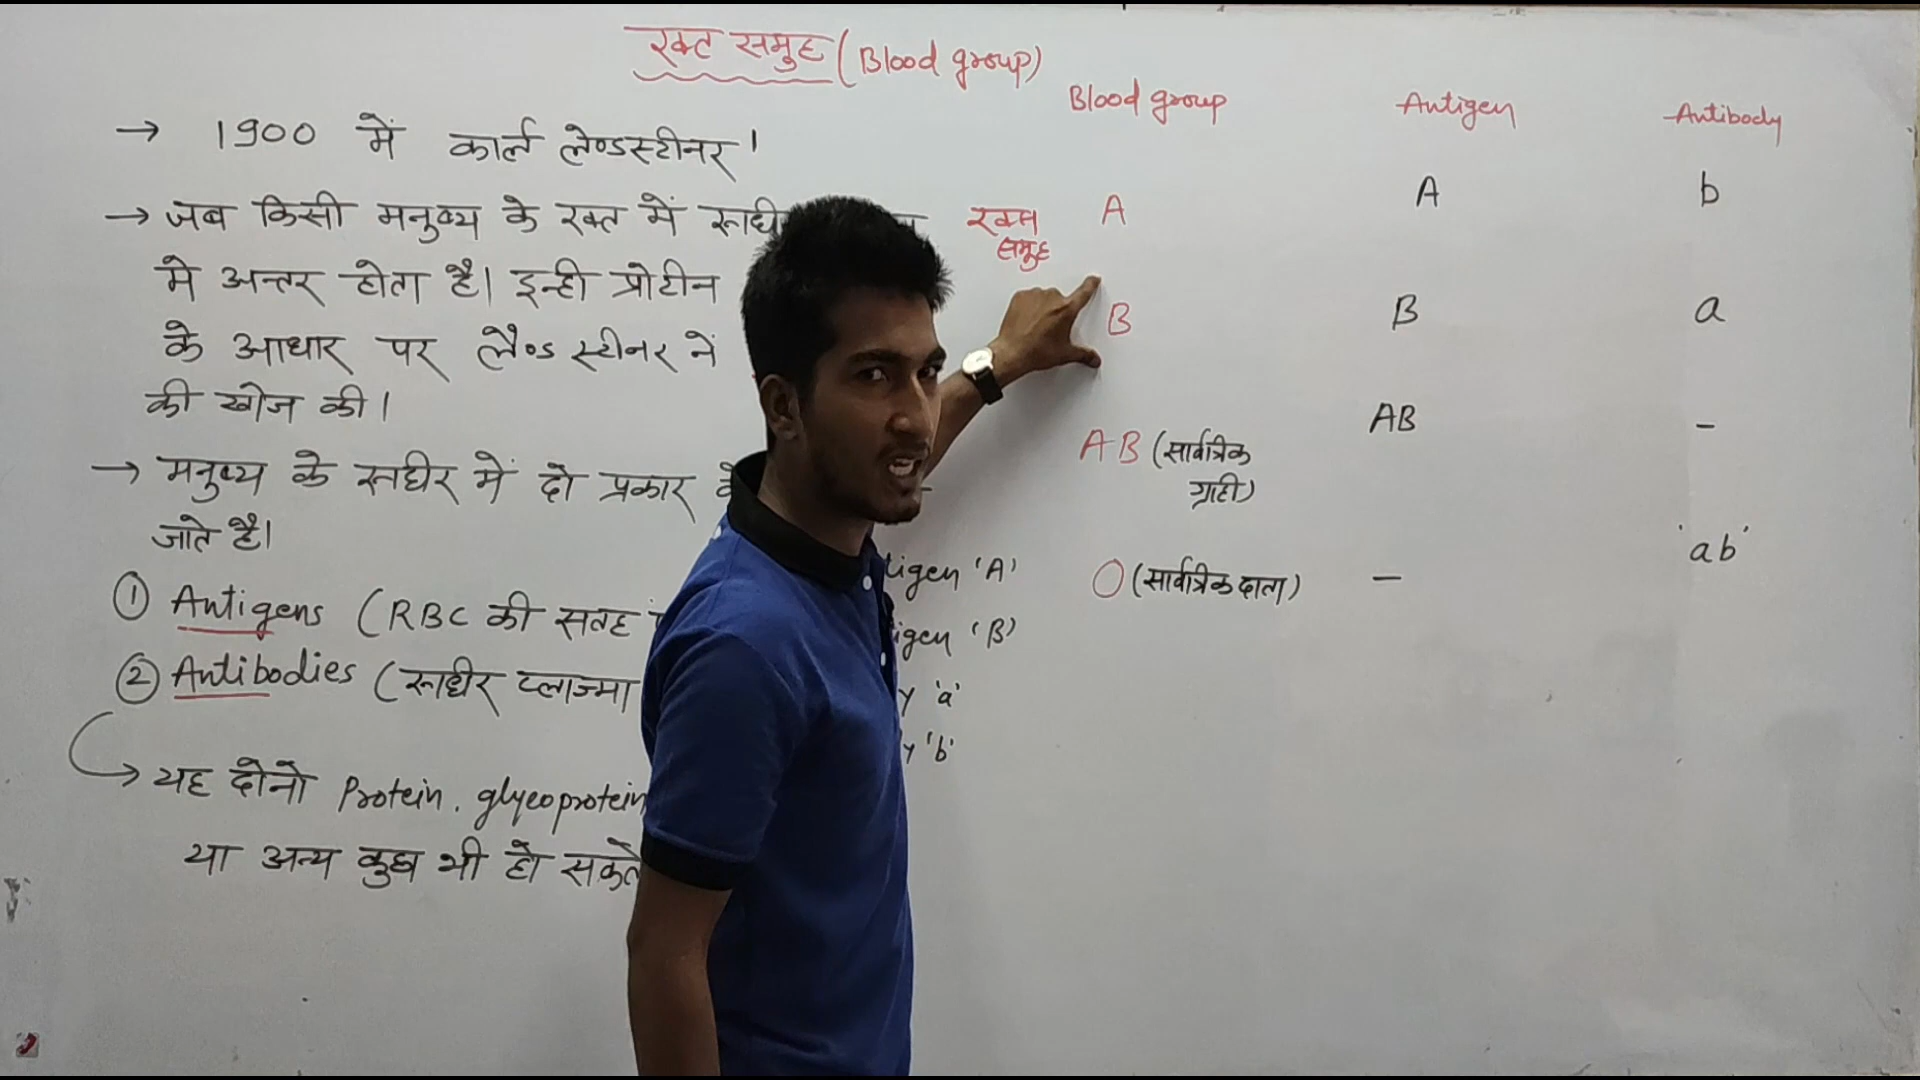 रक्त समुह (Blood group)
→ 1900 में कार्ल लेण्डस्टीनर '
→ जब किसी मनुष्य के रक्त में
मे अन्तर होता है। इन्ही प्रोटीन
के आधार पर लैण्ड स्टीनर नें
की खोज की।
→ मनुष्य के रूधीर में दो प्रकार
जाते है।
① Antigens (RBC की सतह
② Antibodies (रूधीर प्लाज्मा
tigen 'A'
igen 'B'
y 'a'
y 'b'
→ यह दोनो Protein, glycoprotein
या अन्य कुछ भी हो सकते
Blood group Antigen Antibody
रक्त समुह A A b
B B a
AB (सार्वत्रिक ग्राही) AB -
O (सार्वत्रिक दाता) - 'ab'